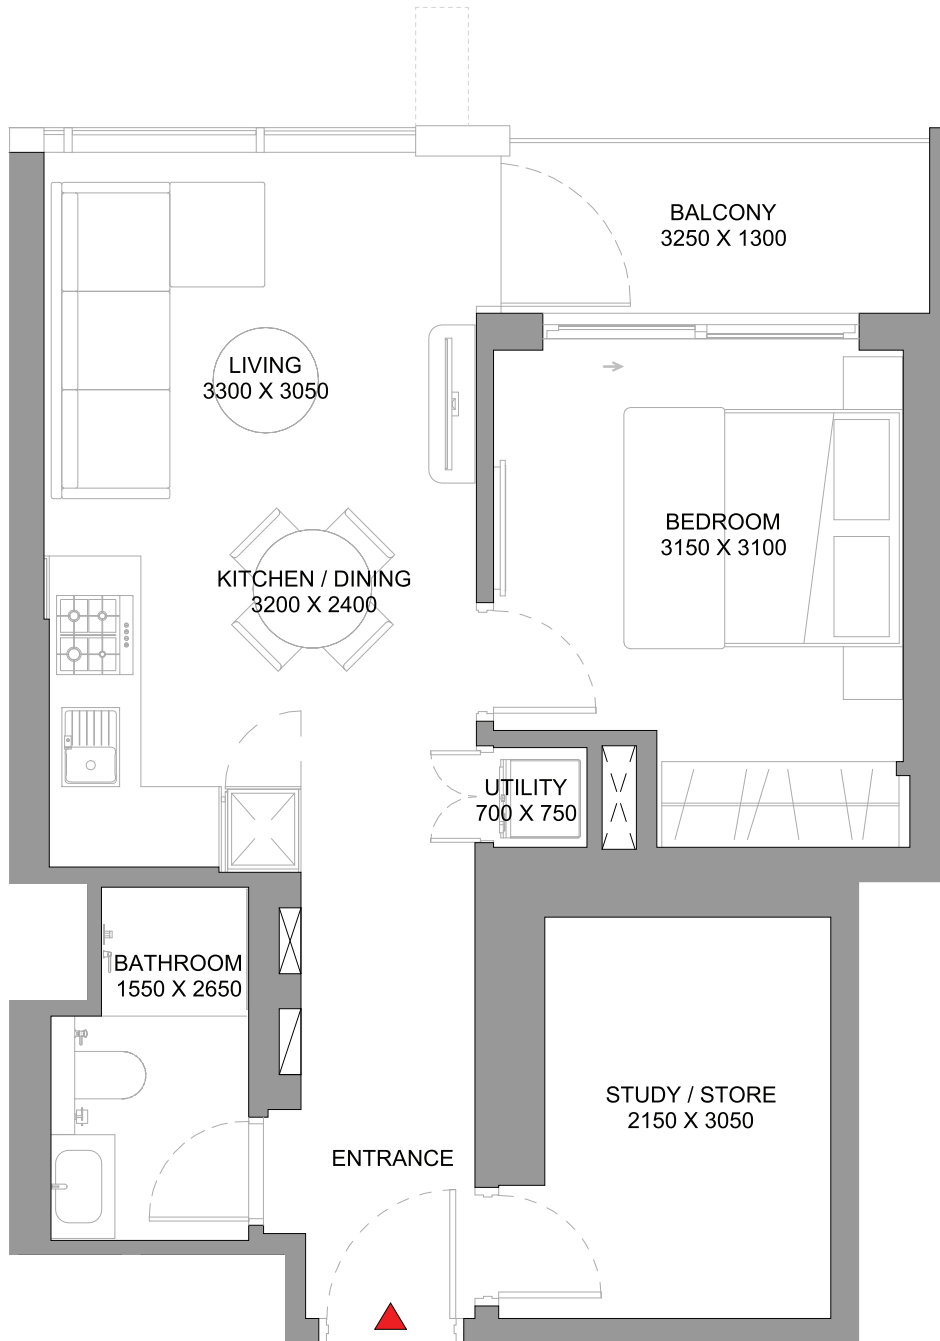 BALCONY
3250 X 1300
LIVING
3300 X 3050
BEDROOM
3150 X 3100
KITCHEN / DINING
3200 X 2400
UTILITY
700 X 750
BATHROOM
1550 X 2650
STUDY / STORE
2150 X 3050
ENTRANCE